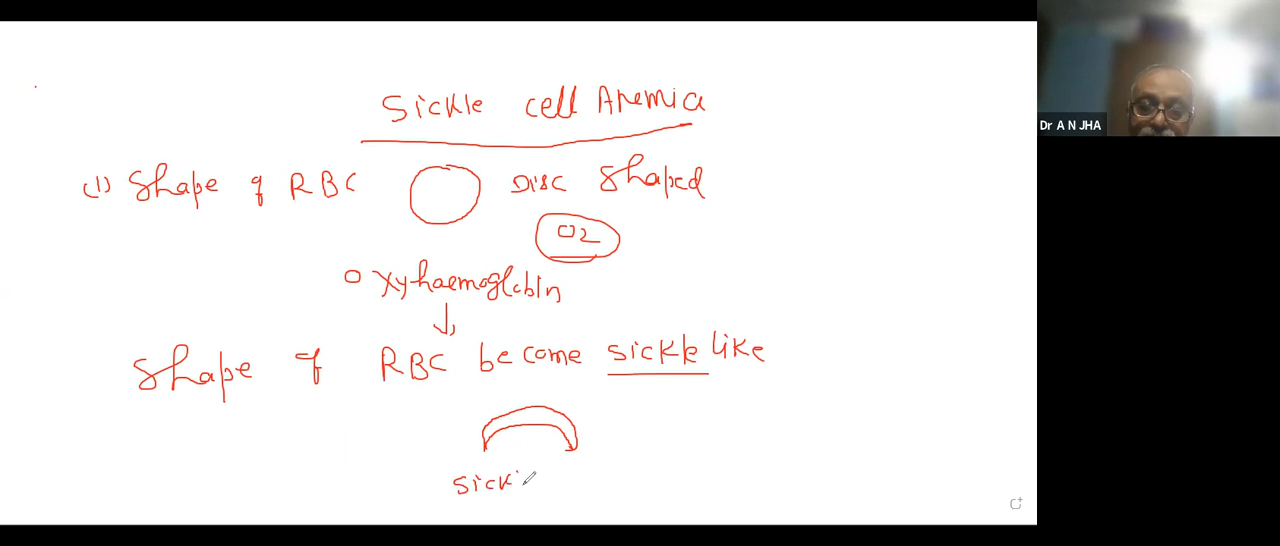 Sickle cell Anemia
(1) Shape of RBC Disc Shaped
O2
Oxyhaemoglobin
Shape of RBC become sickle like
Sick
Dr A N JHA